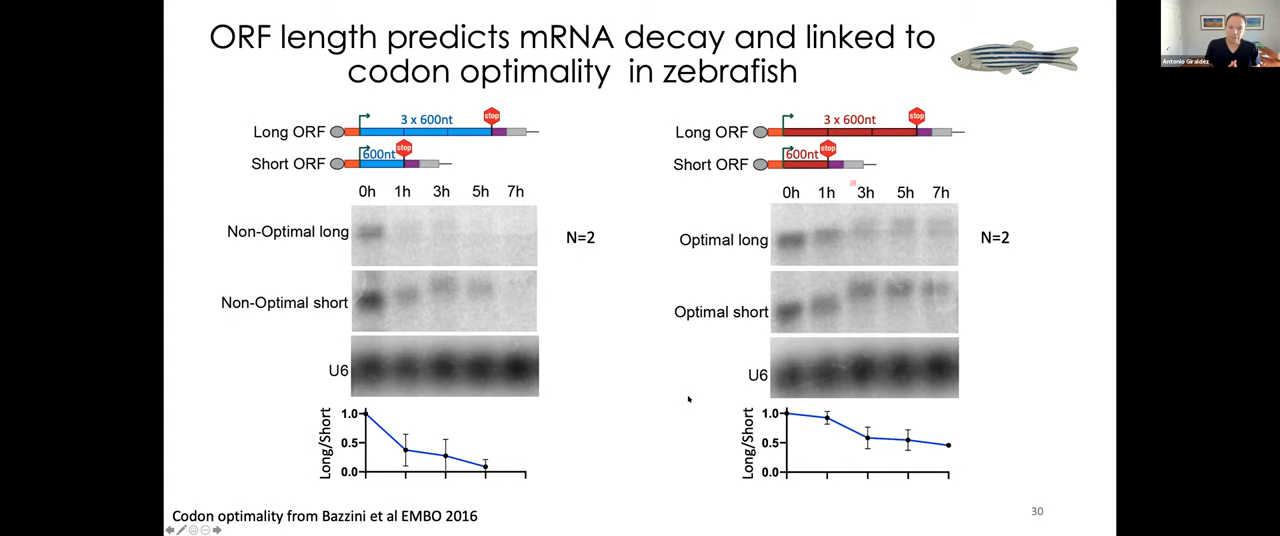 ORF length predicts mRNA decay and linked to
codon optimality in zebrafish
Antonio Giraldez
3 x 600nt
stop
Long ORF
600nt
stop
Short ORF
0h 1h 3h 5h 7h
Non-Optimal long
N=2
Non-Optimal short
U6
Long/Short
1.0
0.5
0.0
3 x 600nt
stop
Long ORF
600nt
stop
Short ORF
0h 1h 3h 5h 7h
Optimal long
N=2
Optimal short
U6
Long/Short
1.0
0.5
0.0
Codon optimality from Bazzini et al EMBO 2016
30